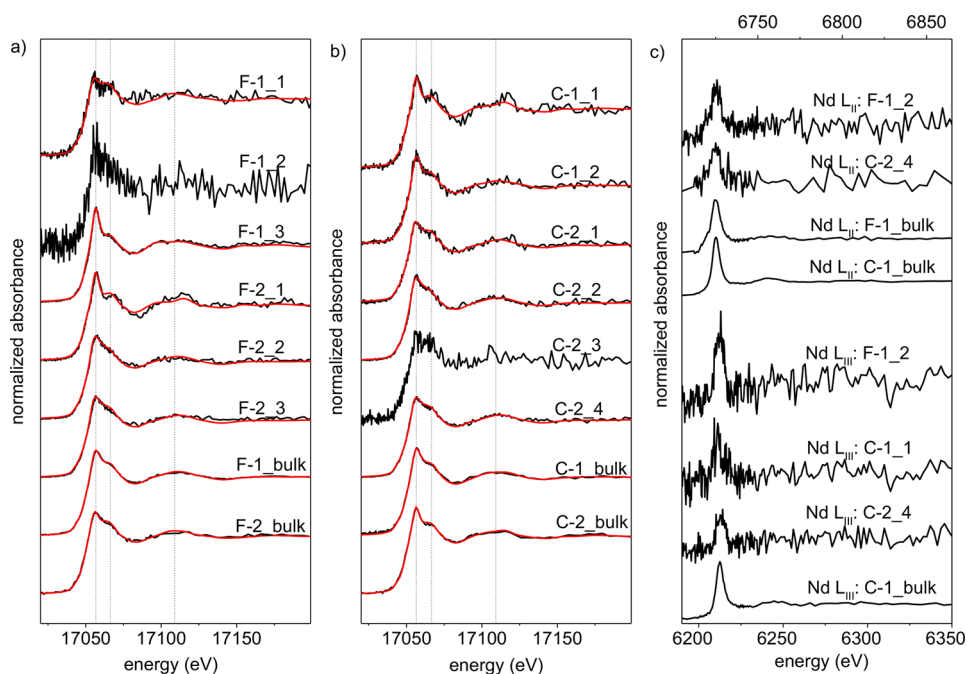 6750 6800 6850
a)
b)
c)
F-1_1
F-1_2
F-1_3
F-2_1
F-2_2
F-2_3
F-1_bulk
F-2_bulk
normalized absorbance
17050 17100 17150
energy (eV)
C-1_1
C-1_2
C-2_1
C-2_2
C-2_3
C-2_4
C-1_bulk
C-2_bulk
normalized absorbance
17050 17100 17150
energy (eV)
Nd LII: F-1_2
Nd LII: C-2_4
Nd LII: F-1_bulk
Nd LII: C-1_bulk
Nd LIII: F-1_2
Nd LIII: C-1_1
Nd LIII: C-2_4
Nd LIII: C-1_bulk
normalized absorbance
6200 6250 6300 6350
energy (eV)